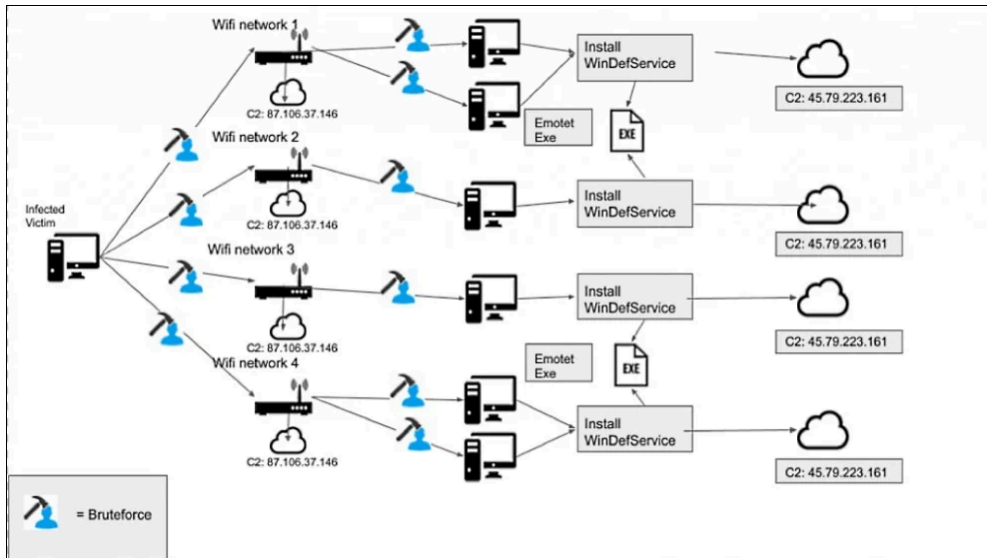 Wifi network 1
C2: 87.106.37.146
Install
WinDefService
EXE
Emotet
Exe
C2: 45.79.223.161
Wifi network 2
C2: 87.106.37.146
Install
WinDefService
C2: 45.79.223.161
Infected
Victim
Wifi network 3
C2: 87.106.37.146
Install
WinDefService
C2: 45.79.223.161
Emotet
Exe
EXE
Wifi network 4
C2: 87.106.37.146
Install
WinDefService
C2: 45.79.223.161
= Bruteforce